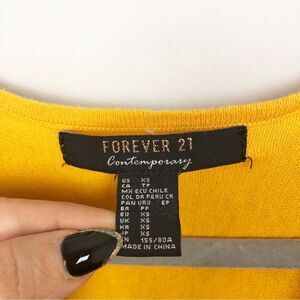 FOREVER 21
Contemporary
US XS
CA TP
MX ECU CHILE
COL DR PERU CR
PAN URU EP
BR PP
EU XS
UK XS
KR XS
JP XS
CN 155/80A
MADE IN CHINA